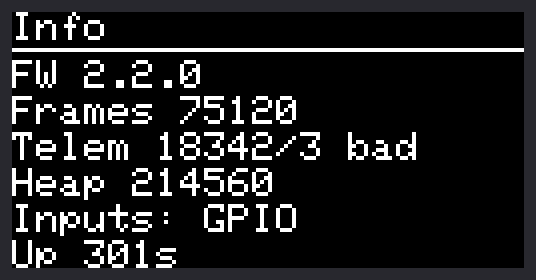 Info
FW 2.2.0
Frames 75120
Telem 18342/3 bad
Heap 214560
Inputs: GPIO
Up 301s